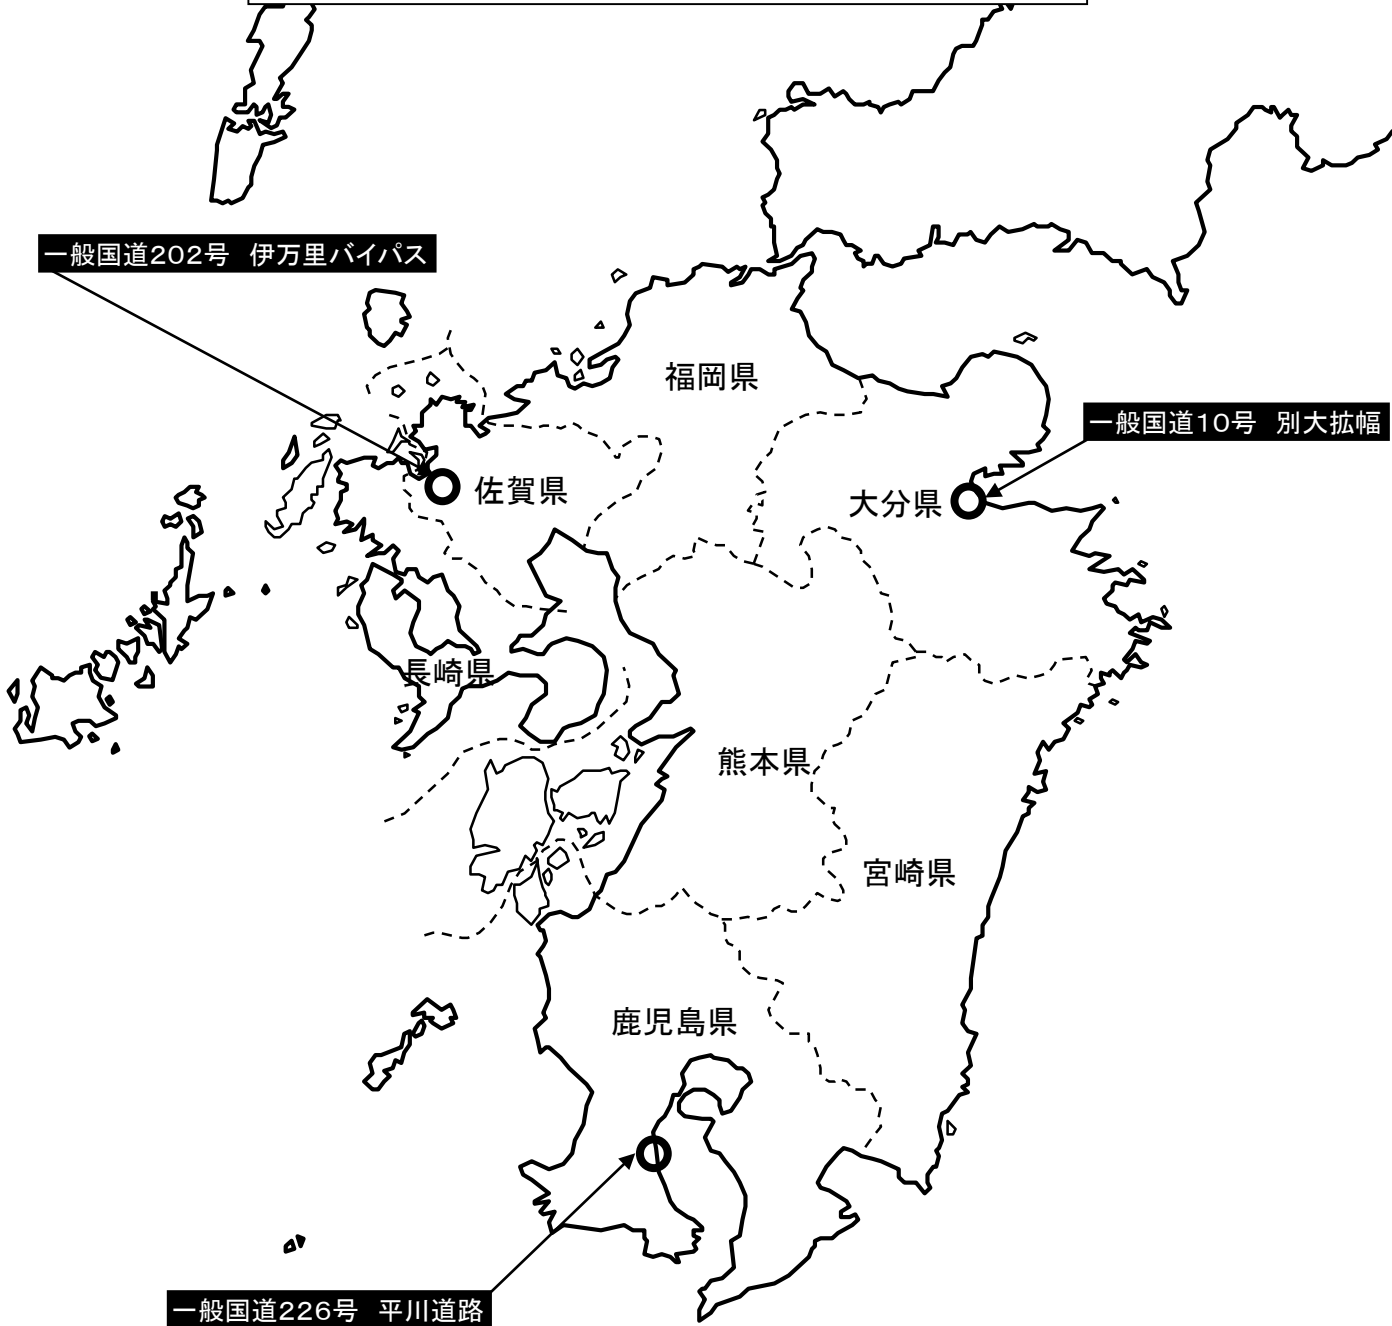 一般国道202号　伊万里バイパス
福岡県
一般国道10号　別大拡幅
佐賀県
大分県
長崎県
熊本県
宮崎県
鹿児島県
一般国道226号　平川道路